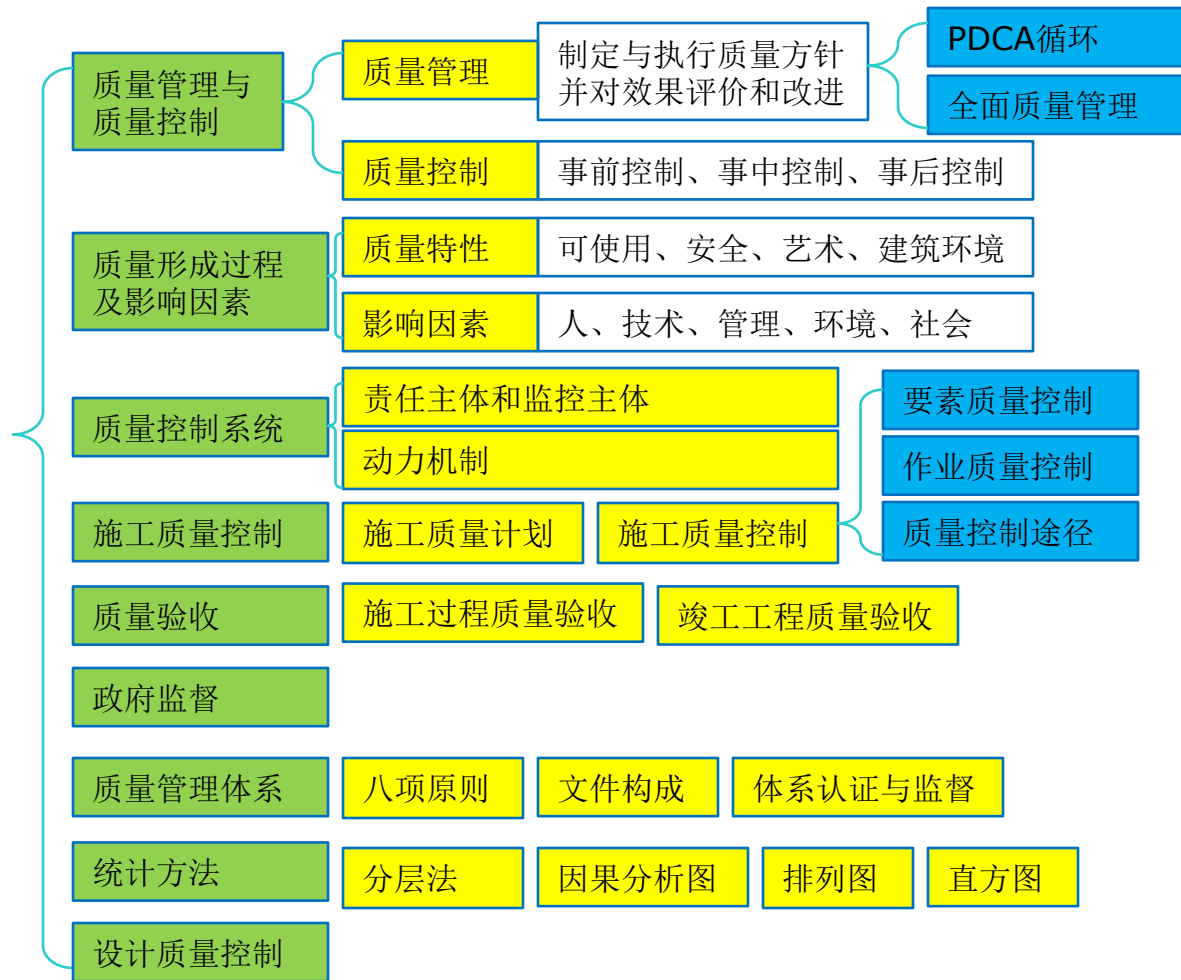 质量管理与
质量控制
质量管理
制定与执行质量方针
并对效果评价和改进
PDCA循环
全面质量管理
质量控制
事前控制、事中控制、事后控制
质量形成过程
及影响因素
质量特性
可使用、安全、艺术、建筑环境
影响因素
人、技术、管理、环境、社会
质量控制系统
责任主体和监控主体
动力机制
施工质量控制
施工质量计划
施工质量控制
要素质量控制
作业质量控制
质量控制途径
质量验收
施工过程质量验收
竣工工程质量验收
政府监督
质量管理体系
八项原则
文件构成
体系认证与监督
统计方法
分层法
因果分析图
排列图
直方图
设计质量控制